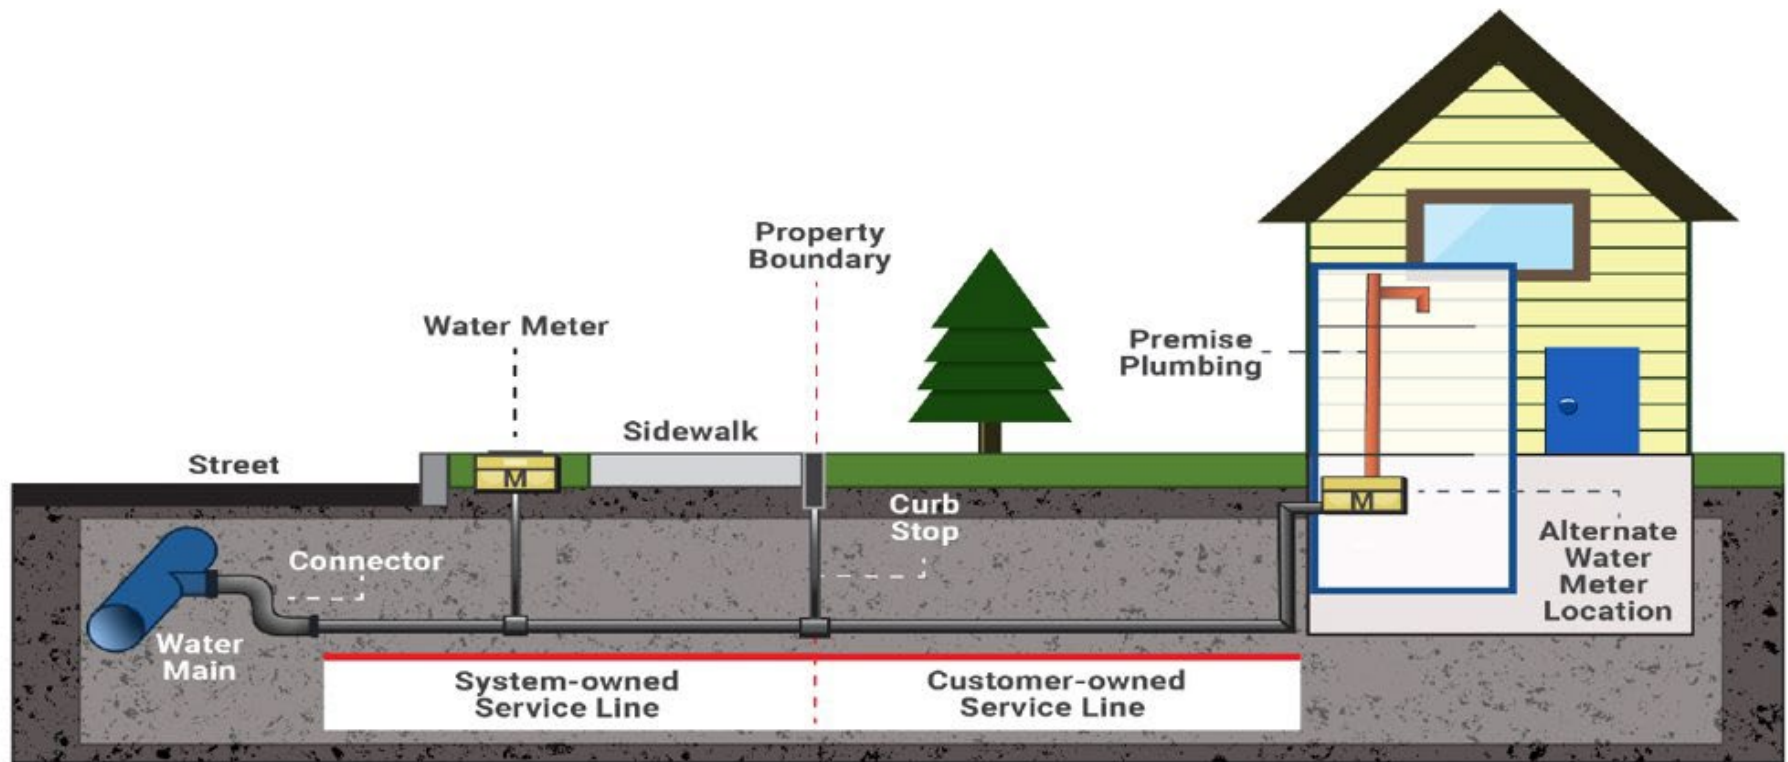 Property
Boundary
Water Meter
Premise
Plumbing
Sidewalk
Street
M
Curb
Stop
M
Connector
Alternate
Water
Meter
Location
Water
Main
System-owned
Service Line
Customer-owned
Service Line